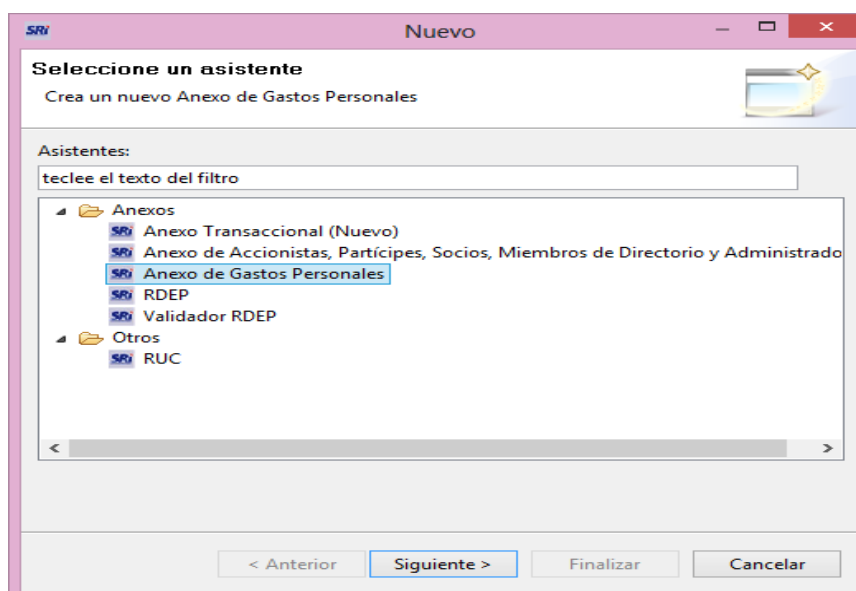 SRi Nuevo
Seleccione un asistente
Crea un nuevo Anexo de Gastos Personales
Asistentes:
teclee el texto del filtro
Anexos
SRi Anexo Transaccional (Nuevo)
SRi Anexo de Accionistas, Partícipes, Socios, Miembros de Directorio y Administrado
SRi Anexo de Gastos Personales
SRi RDEP
SRi Validador RDEP
Otros
SRi RUC
< Anterior Siguiente > Finalizar Cancelar